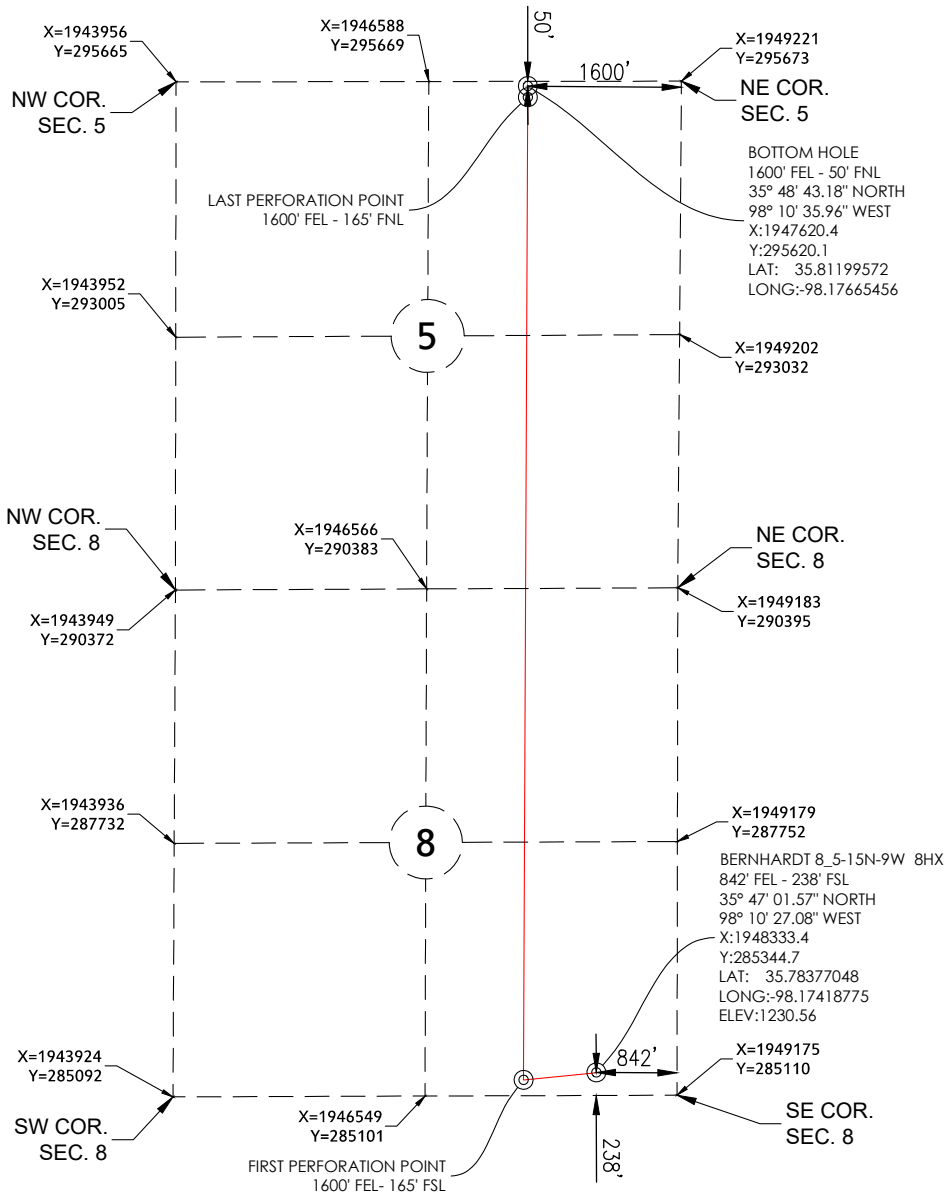 X=1943956
Y=295665
X=1946588
Y=295669
50'
X=1949221
Y=295673
1600'
NW COR.
SEC. 5
NE COR.
SEC. 5
BOTTOM HOLE
1600' FEL - 50' FNL
35° 48' 43.18" NORTH
98° 10' 35.96" WEST
X:1947620.4
Y:295620.1
LAT: 35.81199572
LONG:-98.17665456
LAST PERFORATION POINT
1600' FEL - 165' FNL
X=1943952
Y=293005
5
X=1949202
Y=293032
NW COR.
SEC. 8
X=1946566
Y=290383
NE COR.
SEC. 8
X=1943949
Y=290372
X=1949183
Y=290395
X=1943936
Y=287732
8
X=1949179
Y=287752
BERNHARDT 8_5-15N-9W 8HX
842' FEL - 238' FSL
35° 47' 01.57" NORTH
98° 10' 27.08" WEST
X:1948333.4
Y:285344.7
LAT: 35.78377048
LONG:-98.17418775
ELEV:1230.56
X=1943924
Y=285092
842'
X=1949175
Y=285110
SW COR.
SEC. 8
X=1946549
Y=285101
238'
SE COR.
SEC. 8
FIRST PERFORATION POINT
1600' FEL- 165' FSL